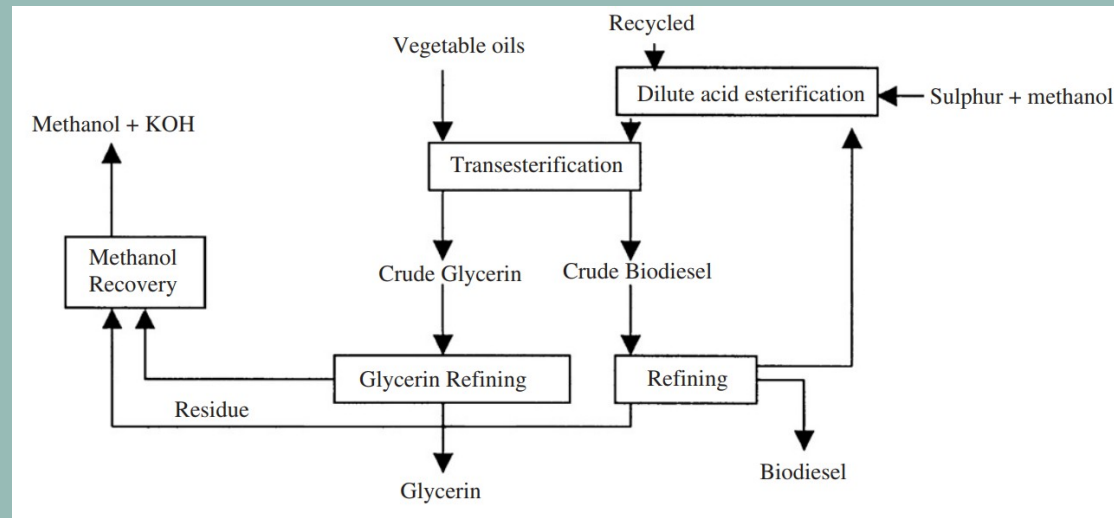 Recycled
Vegetable oils
Dilute acid esterification
Sulphur + methanol
Methanol + KOH
Transesterification
Methanol
Recovery
Crude Glycerin
Crude Biodiesel
Glycerin Refining
Refining
Residue
Biodiesel
Glycerin